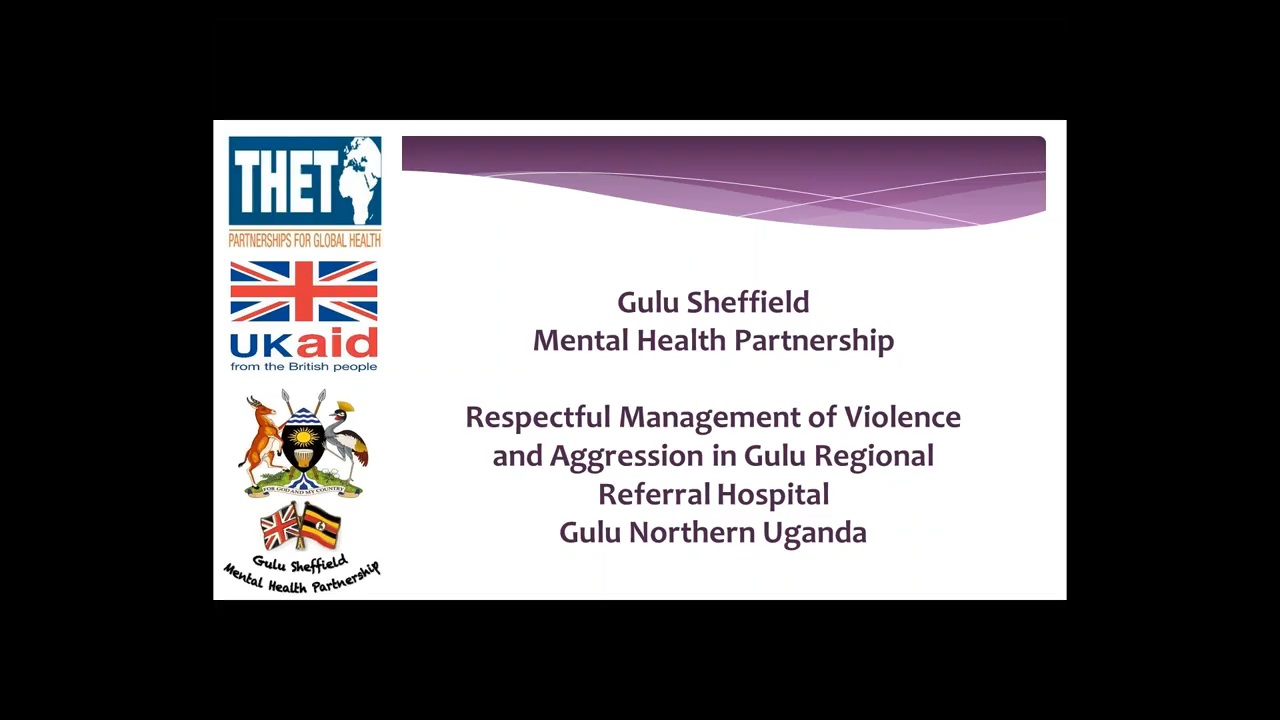 THET
PARTNERSHIPS FOR GLOBAL HEALTH
UKaid
from the British people
FOR GOD AND MY COUNTRY
Gulu Sheffield
Mental Health Partnership
Gulu Sheffield
Mental Health Partnership
Respectful Management of Violence
and Aggression in Gulu Regional
Referral Hospital
Gulu Northern Uganda